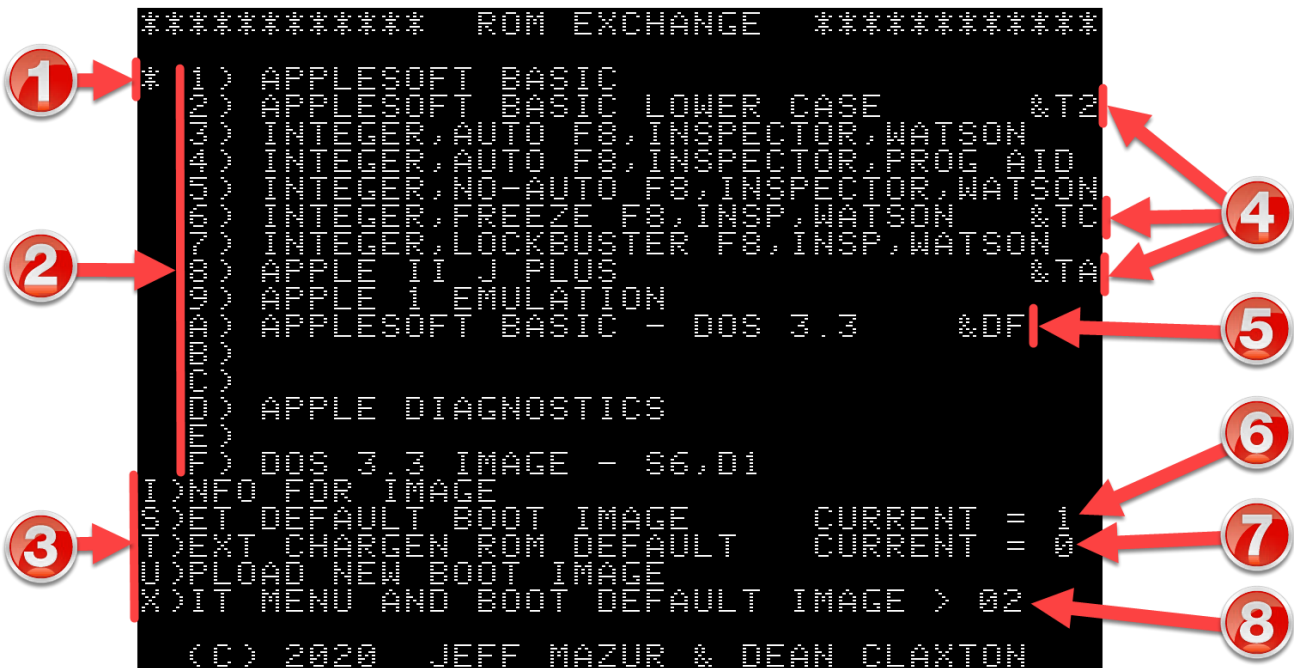 ************  ROM EXCHANGE  ************
* 1) APPLESOFT BASIC
2) APPLESOFT BASIC LOWER CASE &T2
3) INTEGER,AUTO F8,INSPECTOR,WATSON
4) INTEGER,AUTO F8,INSPECTOR,PROG AID
5) INTEGER,NO-AUTO F8,INSPECTOR,WATSON
6) INTEGER,FREEZE F8,INSP,WATSON &TC
7) INTEGER,LOCKBUSTER F8,INSP,WATSON
8) APPLE II J PLUS &TA
9) APPLE 1 EMULATION
A) APPLESOFT BASIC - DOS 3.3 &DF
B)
C)
D) APPLE DIAGNOSTICS
E)
F) DOS 3.3 IMAGE - S6,D1
I)NFO FOR IMAGE
S)ET DEFAULT BOOT IMAGE CURRENT = 1
T)EXT CHARGEN ROM DEFAULT CURRENT = 0
U)PLOAD NEW BOOT IMAGE
X)IT MENU AND BOOT DEFAULT IMAGE > 02
(C) 2020 JEFF MAZUR & DEAN CLAXTON
1
2
3
4
5
6
7
8